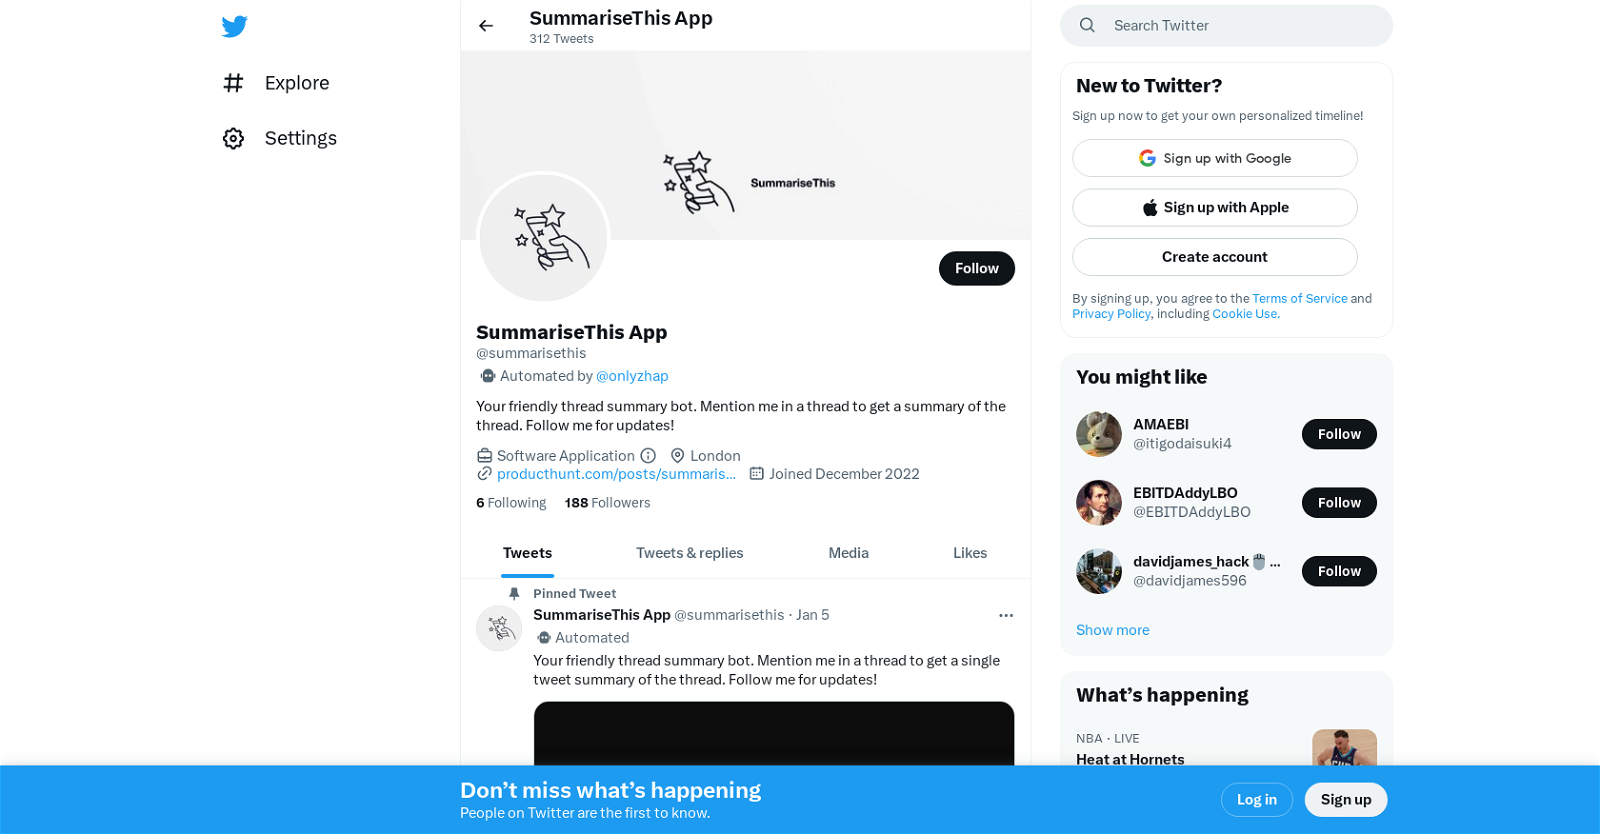 Explore
Settings
SummariseThis App
312 Tweets
SummariseThis
Follow
SummariseThis App
@summarisethis
Automated by @onlyzhap
Your friendly thread summary bot. Mention me in a thread to get a summary of the
thread. Follow me for updates!
Software Application London
producthunt.com/posts/summaris… Joined December 2022
6 Following 188 Followers
Tweets Tweets & replies Media Likes
Pinned Tweet
SummariseThis App @summarisethis · Jan 5
Automated
Your friendly thread summary bot. Mention me in a thread to get a single
tweet summary of the thread. Follow me for updates!
Search Twitter
New to Twitter?
Sign up now to get your own personalized timeline!
Sign up with Google
Sign up with Apple
Create account
By signing up, you agree to the Terms of Service and
Privacy Policy, including Cookie Use.
You might like
AMAEBI
@itigodaisuki4
Follow
EBITDAddyLBO
@EBITDAddyLBO
Follow
davidjames_hack🖱️ …
@davidjames596
Follow
Show more
What’s happening
NBA · LIVE
Heat at Hornets
Don’t miss what’s happening
People on Twitter are the first to know.
Log in
Sign up